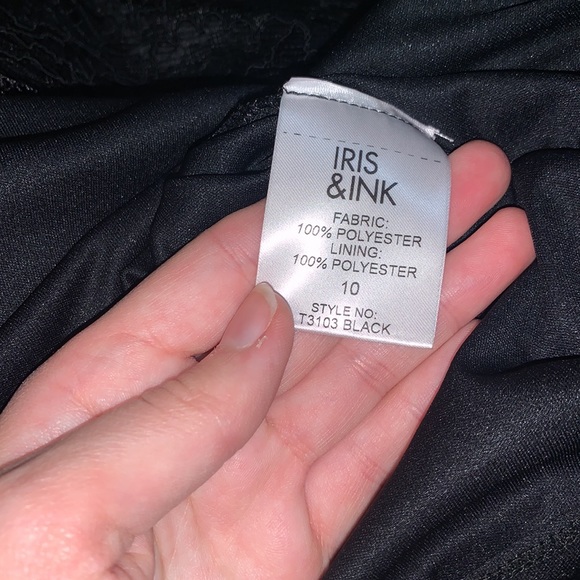 IRIS
&INK
FABRIC:
100% POLYESTER
LINING:
100% POLYESTER
10
STYLE NO:
T3103 BLACK